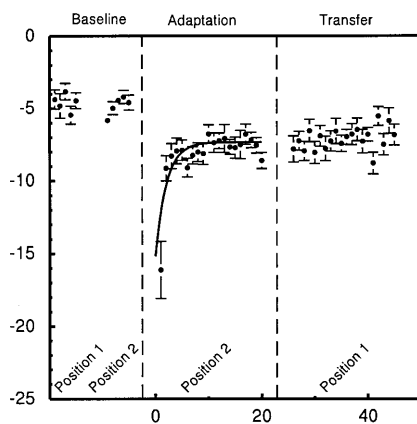 Baseline Adaptation Transfer
0
-5
-10
-15
-20
-25
Position 1
Position 2
Position 2
Position 1
0 20 40